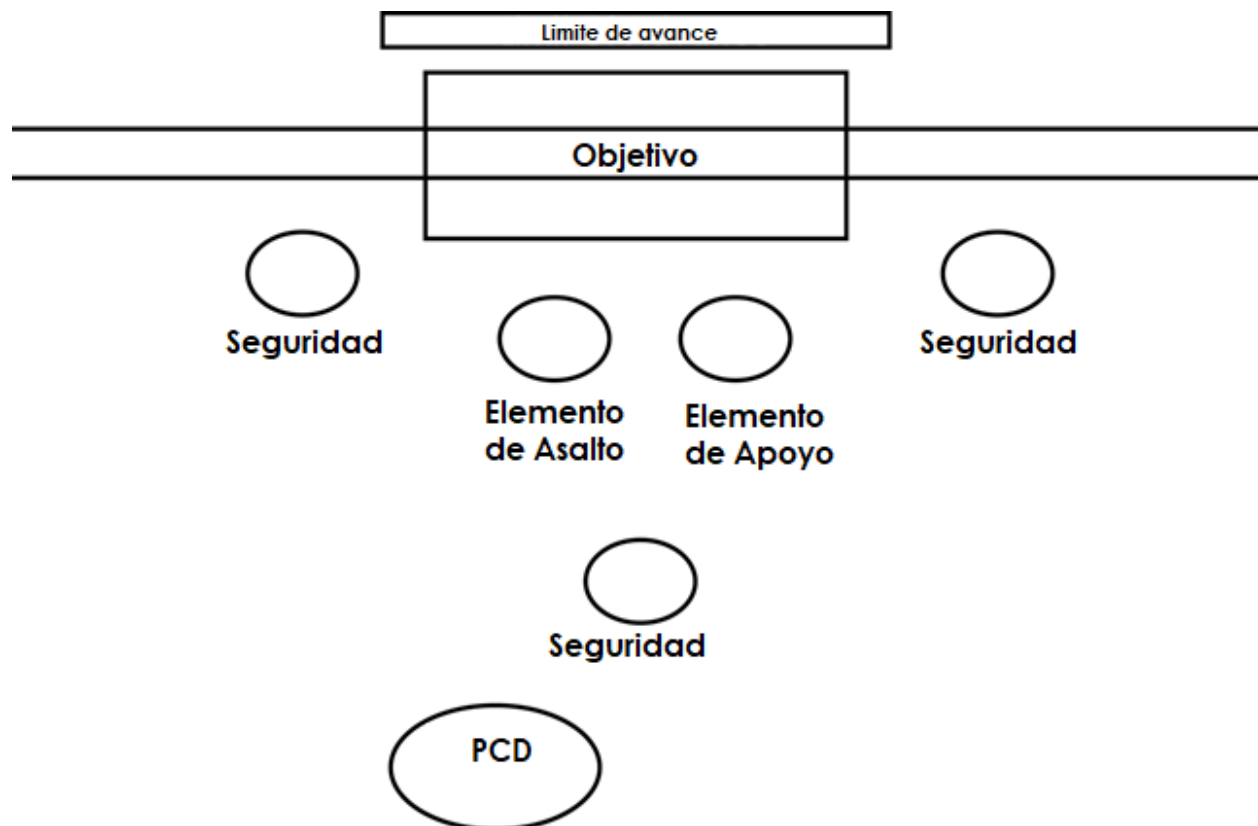 Limite de avance
Objetivo
Seguridad
Seguridad
Elemento
de Asalto
Elemento
de Apoyo
Seguridad
PCD